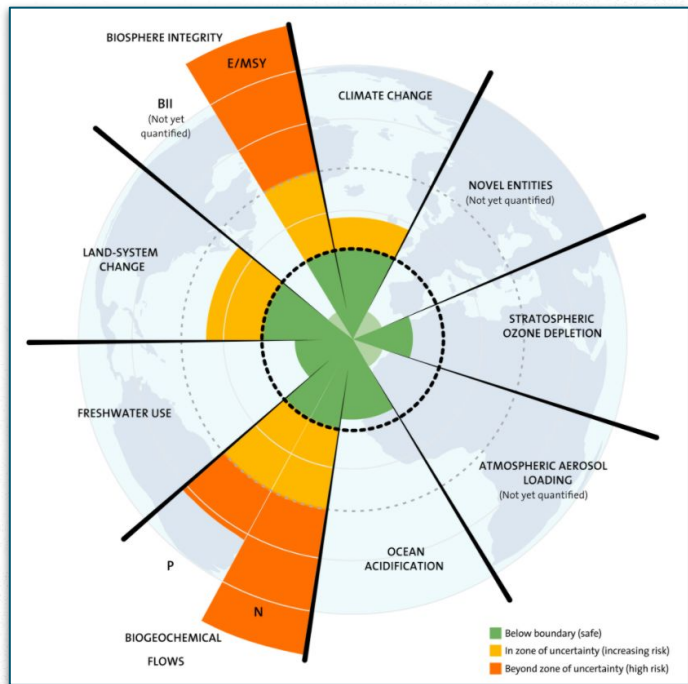 BIOSPHERE INTEGRITY
E/MSY
CLIMATE CHANGE
BII
(Not yet
quantified)
NOVEL ENTITIES
(Not yet quantified)
LAND-SYSTEM
CHANGE
STRATOSPHERIC
OZONE DEPLETION
FRESHWATER USE
ATMOSPHERIC AEROSOL
LOADING
(Not yet quantified)
OCEAN
ACIDIFICATION
P
N
BIOGEOCHEMICAL
FLOWS
Below boundary (safe)
In zone of uncertainty (increasing risk)
Beyond zone of uncertainty (high risk)